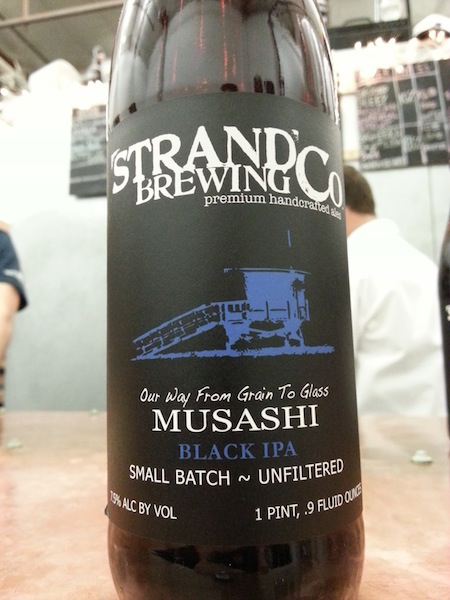 STRAND
BREWING Co
premium handcrafted ales
Our Way From Grain To Glass
MUSASHI
BLACK IPA
SMALL BATCH ~ UNFILTERED
7.5% ALC BY VOL
1 PINT, .9 FLUID OUNCES